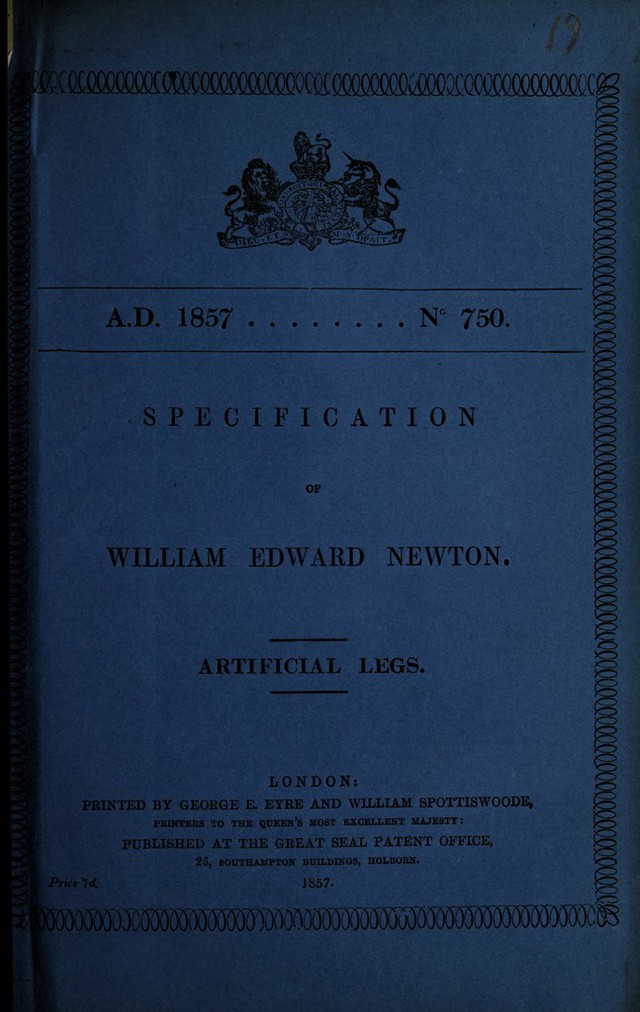 19
A.D. 1857 . . . . . . . . Nº 750.
SPECIFICATION
OF
WILLIAM EDWARD NEWTON.
ARTIFICIAL LEGS.
LONDON:
PRINTED BY GEORGE E. EYRE AND WILLIAM SPOTTISWOODE,
PRINTERS TO THE QUEEN'S MOST EXCELLENT MAJESTY:
PUBLISHED AT THE GREAT SEAL PATENT OFFICE,
25, SOUTHAMPTON BUILDINGS, HOLBORN.
Price 7d.
1857.